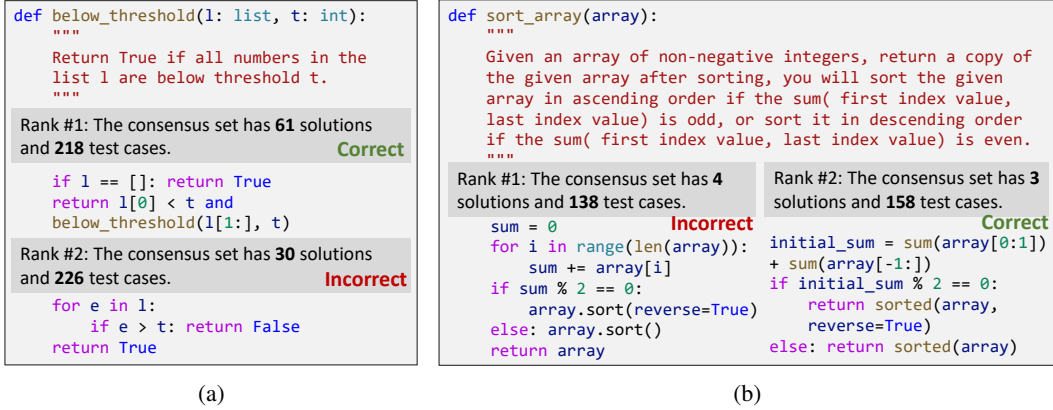 def below_threshold(l: list, t: int):
"""
Return True if all numbers in the
list l are below threshold t.
"""
Rank #1: The consensus set has 61 solutions
and 218 test cases.
Correct
if l == []: return True
return l[0] < t and
below_threshold(l[1:], t)
Rank #2: The consensus set has 30 solutions
and 226 test cases.
Incorrect
for e in l:
if e > t: return False
return True
(a)
def sort_array(array):
"""
Given an array of non-negative integers, return a copy of
the given array after sorting, you will sort the given
array in ascending order if the sum( first index value,
last index value) is odd, or sort it in descending order
if the sum( first index value, last index value) is even.
"""
Rank #1: The consensus set has 4
solutions and 138 test cases.
Incorrect
sum = 0
for i in range(len(array)):
sum += array[i]
if sum % 2 == 0:
array.sort(reverse=True)
else: array.sort()
return array
Rank #2: The consensus set has 3
solutions and 158 test cases.
Correct
initial_sum = sum(array[0:1])
+ sum(array[-1:])
if initial_sum % 2 == 0:
return sorted(array,
reverse=True)
else: return sorted(array)
(b)